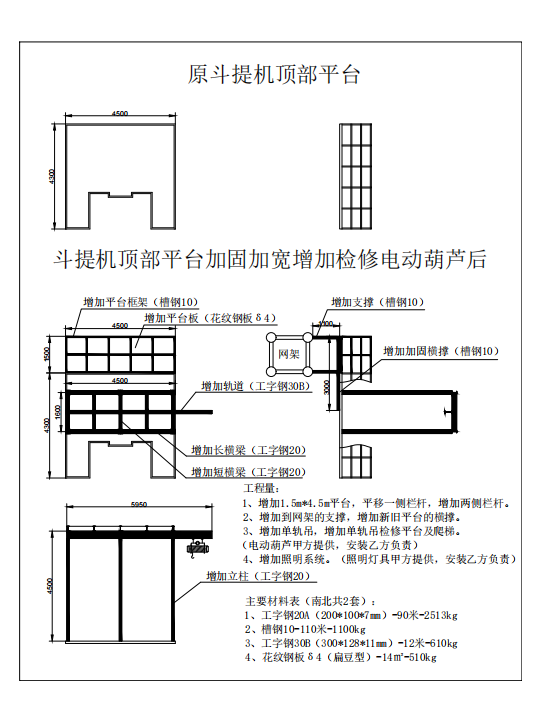 原斗提机顶部平台
4500
4300
斗提机顶部平台加固加宽增加检修电动葫芦后
增加平台框架（槽钢10）
增加支撑（槽钢10）
增加平台板（花纹钢板δ4）
4500
1100
1500
网架
增加加固横撑（槽钢10）
4500
增加轨道（工字钢30B）
3000
1600
4300
增加长横梁（工字钢20）
增加短横梁（工字钢20）
工程量：
1、增加1.5m*4.5m平台，平移一侧栏杆，增加两侧栏杆。
2、增加到网架的支撑，增加新旧平台的横撑。
3、增加单轨吊，增加单轨吊检修平台及爬梯。
（电动葫芦甲方提供，安装乙方负责）
4、增加照明系统。（照明灯具甲方提供，安装乙方负责）
5950
4500
增加立柱（工字钢20）
主要材料表（南北共2套）：
1、工字钢20A（200*100*7mm）-90米-2513kg
2、槽钢10-110米-1100kg
3、工字钢30B（300*128*11mm）-12米-610kg
4、花纹钢板δ4（扁豆型）-14㎡-510kg